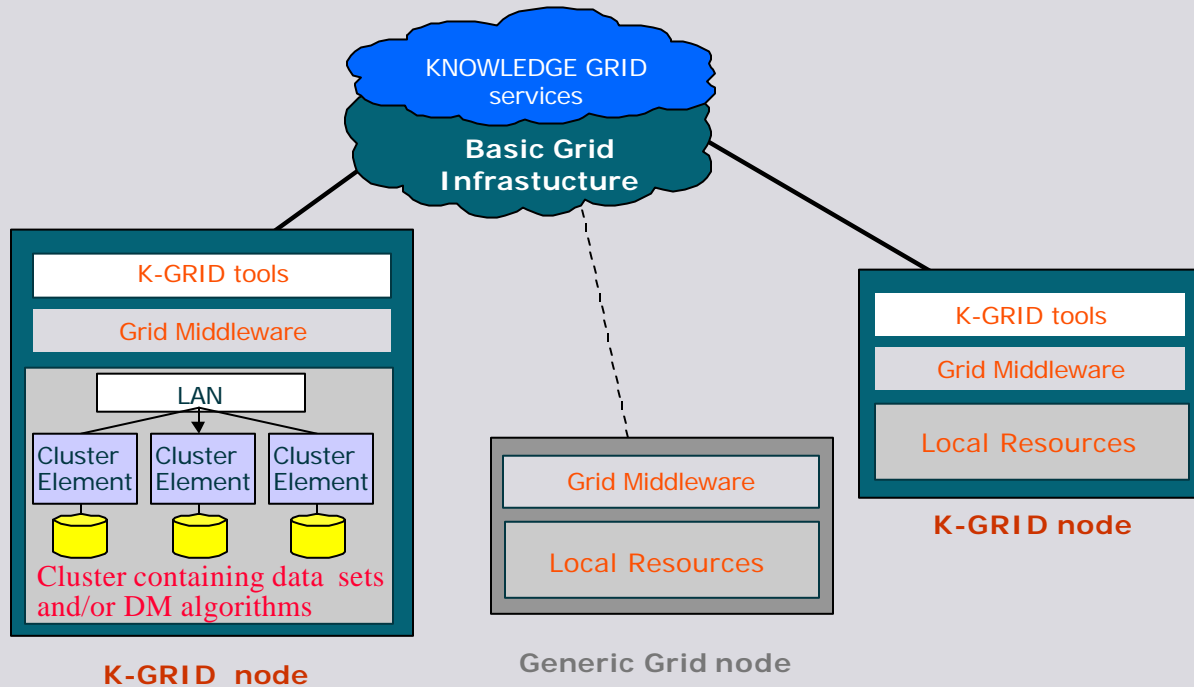 KNOWLEDGE GRID
services
Basic Grid
Infrastucture
K-GRID tools
Grid Middleware
LAN
Cluster
Element
Cluster
Element
Cluster
Element
Cluster containing data sets
and/or DM algorithms
K-GRID node
Grid Middleware
Local Resources
Generic Grid node
K-GRID tools
Grid Middleware
Local Resources
K-GRID node